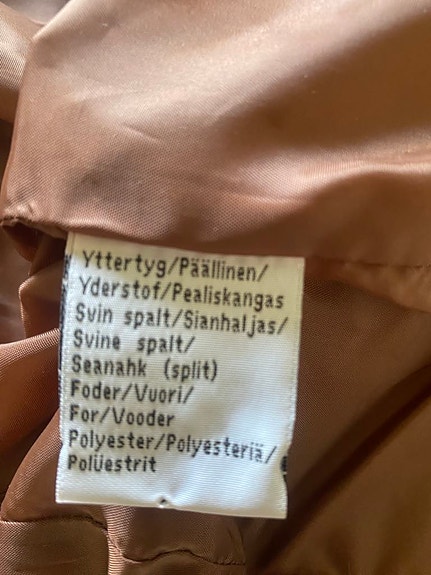 Yttertyg/Päällinen/
Yderstof/Pealiskangas
Svin spalt/Sianhaljas/
Svine spalt/
Seanahk (split)
Foder/Vuori/
For/Vooder
Polyester/Polyesteriä/
Polüestrit